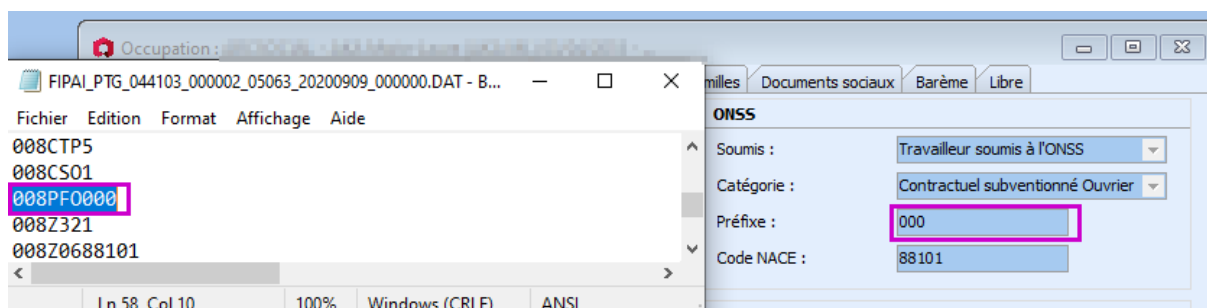 Occupation :
FIPAI_PTG_044103_000002_05063_20200909_000000.DAT - B...
Fichier Edition Format Affichage Aide
008CTP5
008CSO1
008PFO000
008Z321
008Z0688101
Ln 58, Col 10 100% Windows (CRLF) ANSI
milles Documents sociaux Barème Libre
ONSS
Soumis : Travailleur soumis à l'ONSS
Catégorie : Contractuel subventionné Ouvrier
Préfixe : 000
Code NACE : 88101